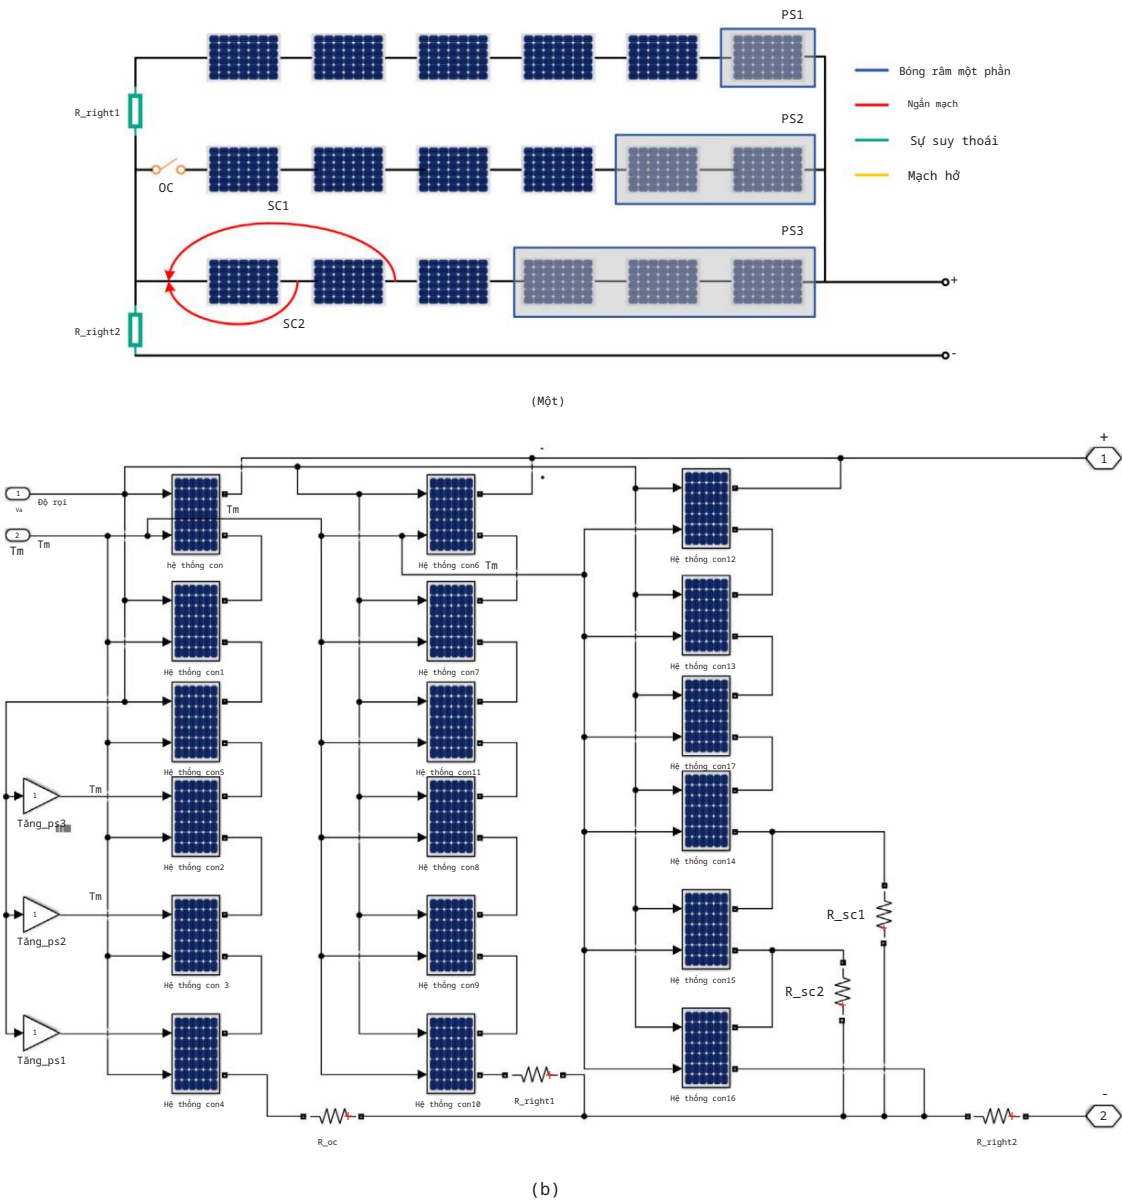 PS1
Bóng râm một phần
Ngắn mạch
R_right1
PS2
Sự suy thoái
Mạch hở
OC
SC1
PS3
+
SC2
R_right2
-
(Một)
+
1
1
Độ rọi
Và
Tm
2
Tm
Tm
hệ thống con
Hệ thống con6
Tm
Hệ thống con12
Hệ thống con1
Hệ thống con7
Hệ thống con13
Hệ thống con5
Hệ thống con11
Hệ thống con17
Tm
1
Tăng_ps3
Hệ thống con2
Hệ thống con8
Hệ thống con14
Tm
1
Tăng_ps2
R_sc1
Hệ thống con 3
Hệ thống con9
Hệ thống con15
R_sc2
1
Tăng_ps1
Hệ thống con4
Hệ thống con10
R_right1
Hệ thống con16
-
2
R_oc
R_right2
(b)